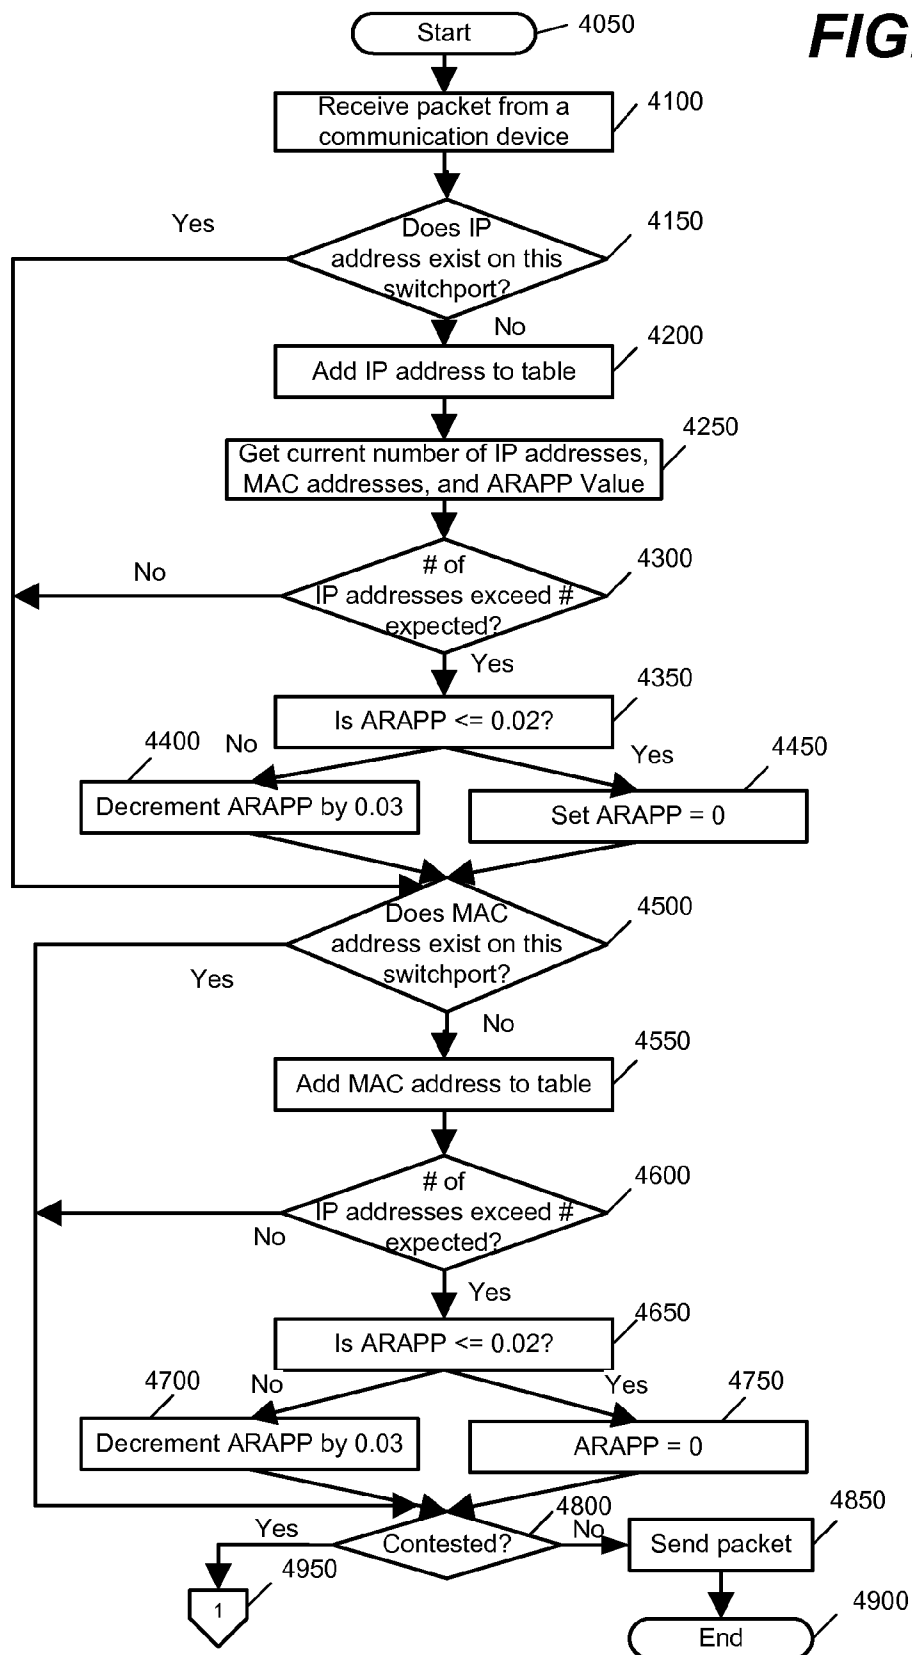 Start
4050
FIG.
Receive packet from a
communication device
4100
Yes
Does IP
address exist on this
switchport?
4150
No
4200
Add IP address to table
4250
Get current number of IP addresses,
MAC addresses, and ARAPP Value
No
# of
IP addresses exceed #
expected?
4300
Yes
4350
Is ARAPP <= 0.02?
4400
No
Yes
4450
Decrement ARAPP by 0.03
Set ARAPP = 0
Does MAC
address exist on this
switchport?
4500
Yes
No
4550
Add MAC address to table
# of
IP addresses exceed #
expected?
4600
No
Yes
4650
Is ARAPP <= 0.02?
4700
No
Yes
4750
Decrement ARAPP by 0.03
ARAPP = 0
4800
4850
Yes
Contested?
No
Send packet
4950
1
4900
End